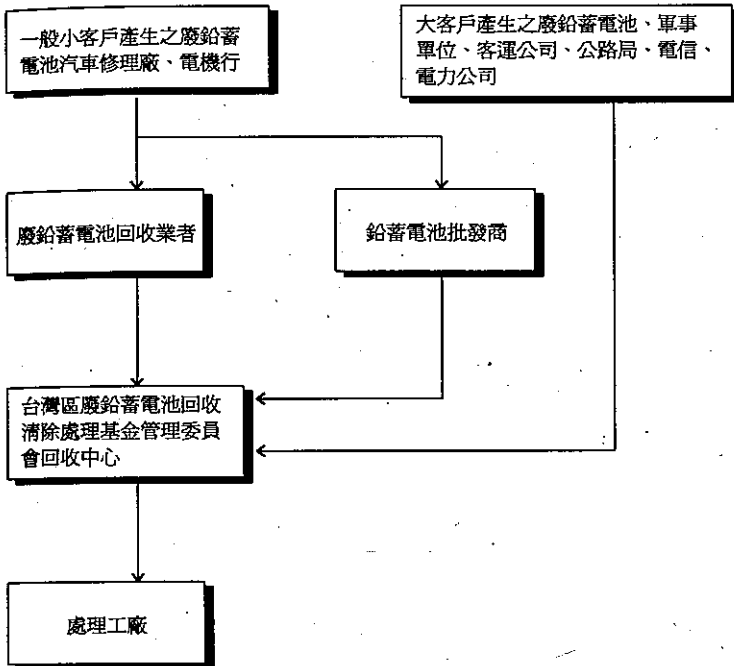 一般小客戶產生之廢鉛蓄
電池汽車修理廠、電機行
大客戶產生之廢鉛蓄電池、軍事
單位、客運公司、公路局、電信、
電力公司
廢鉛蓄電池回收業者
鉛蓄電池批發商
台灣區廢鉛蓄電池回收
清除處理基金管理委員
會回收中心
處理工廠